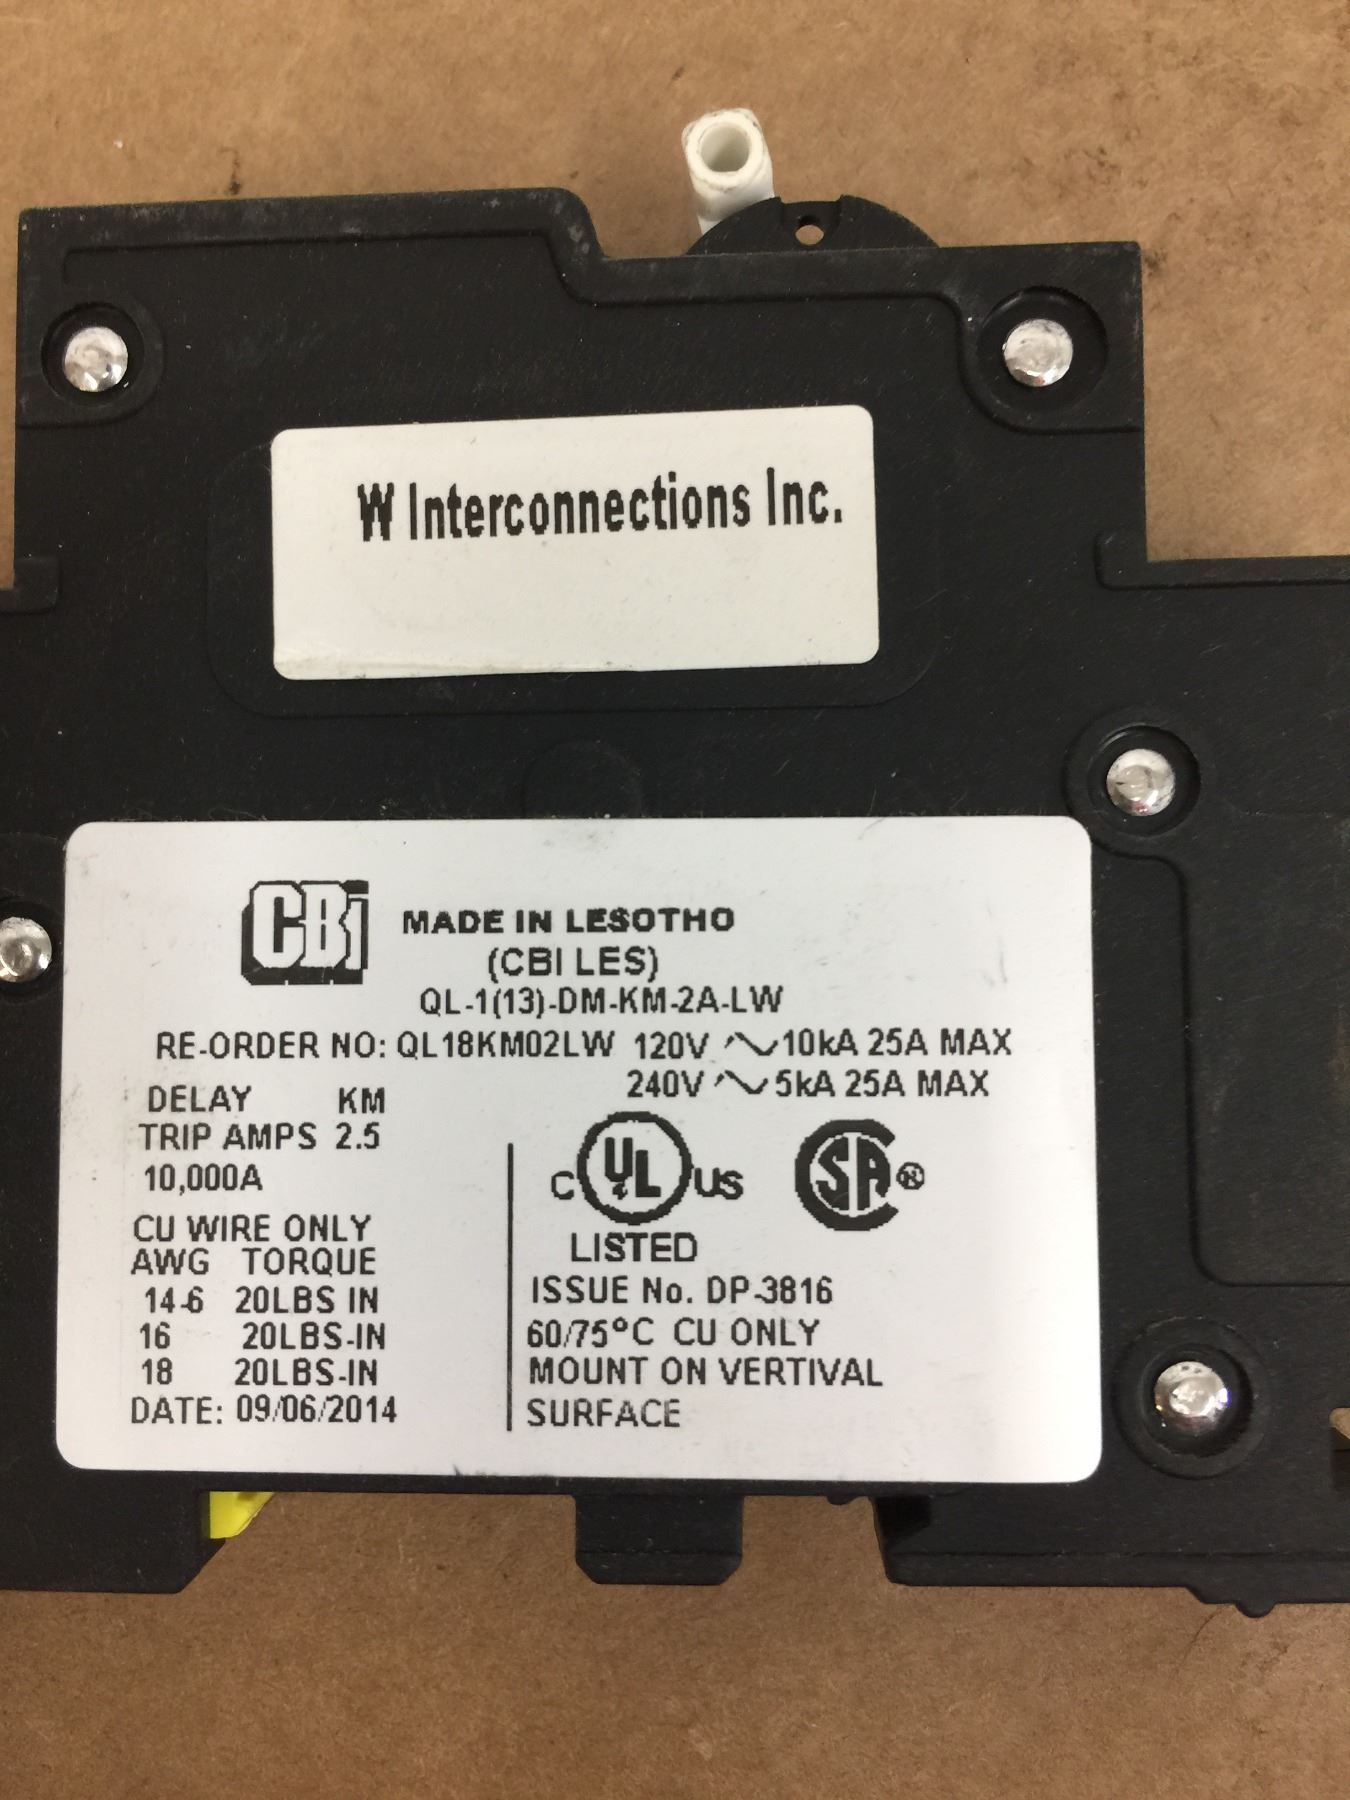 W Interconnections Inc.
CBi MADE IN LESOTHO
(CBI LES)
QL-1(13)-DM-KM-2A-LW
RE-ORDER NO: QL18KM02LW 120V 10kA 25A MAX
240V 5kA 25A MAX
DELAY KM
TRIP AMPS 2.5
10,000A
CU WIRE ONLY
AWG TORQUE
14-6 20LBS IN
16 20LBS-IN
18 20LBS-IN
DATE: 09/06/2014
C UL US SA ®
LISTED
ISSUE No. DP-3816
60/75°C CU ONLY
MOUNT ON VERTIVAL
SURFACE